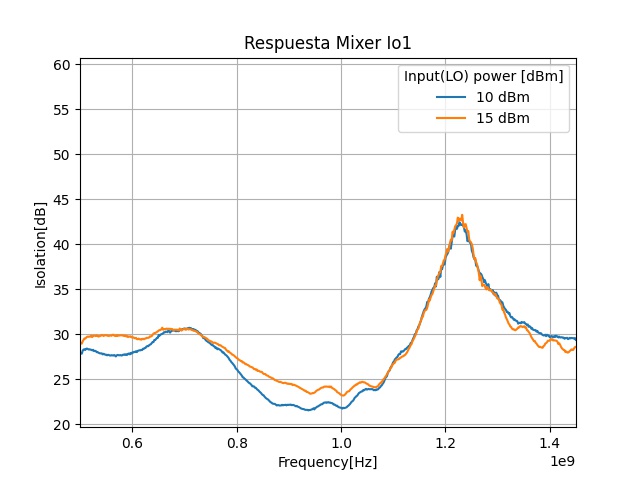 Respuesta Mixer lo1
Input(LO) power [dBm]
10 dBm
15 dBm
Isolation[dB]
60
55
50
45
40
35
30
25
20
0.6
0.8
1.0
1.2
1.4
1e9
Frequency[Hz]